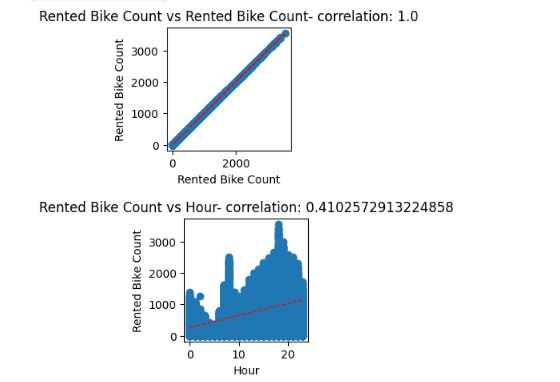 Rented Bike Count vs Rented Bike Count- correlation: 1.0
3000
2000
1000
0
Rented Bike Count
0 2000
Rented Bike Count
Rented Bike Count vs Hour- correlation: 0.4102572913224858
3000
2000
1000
0
Rented Bike Count
0 10 20
Hour